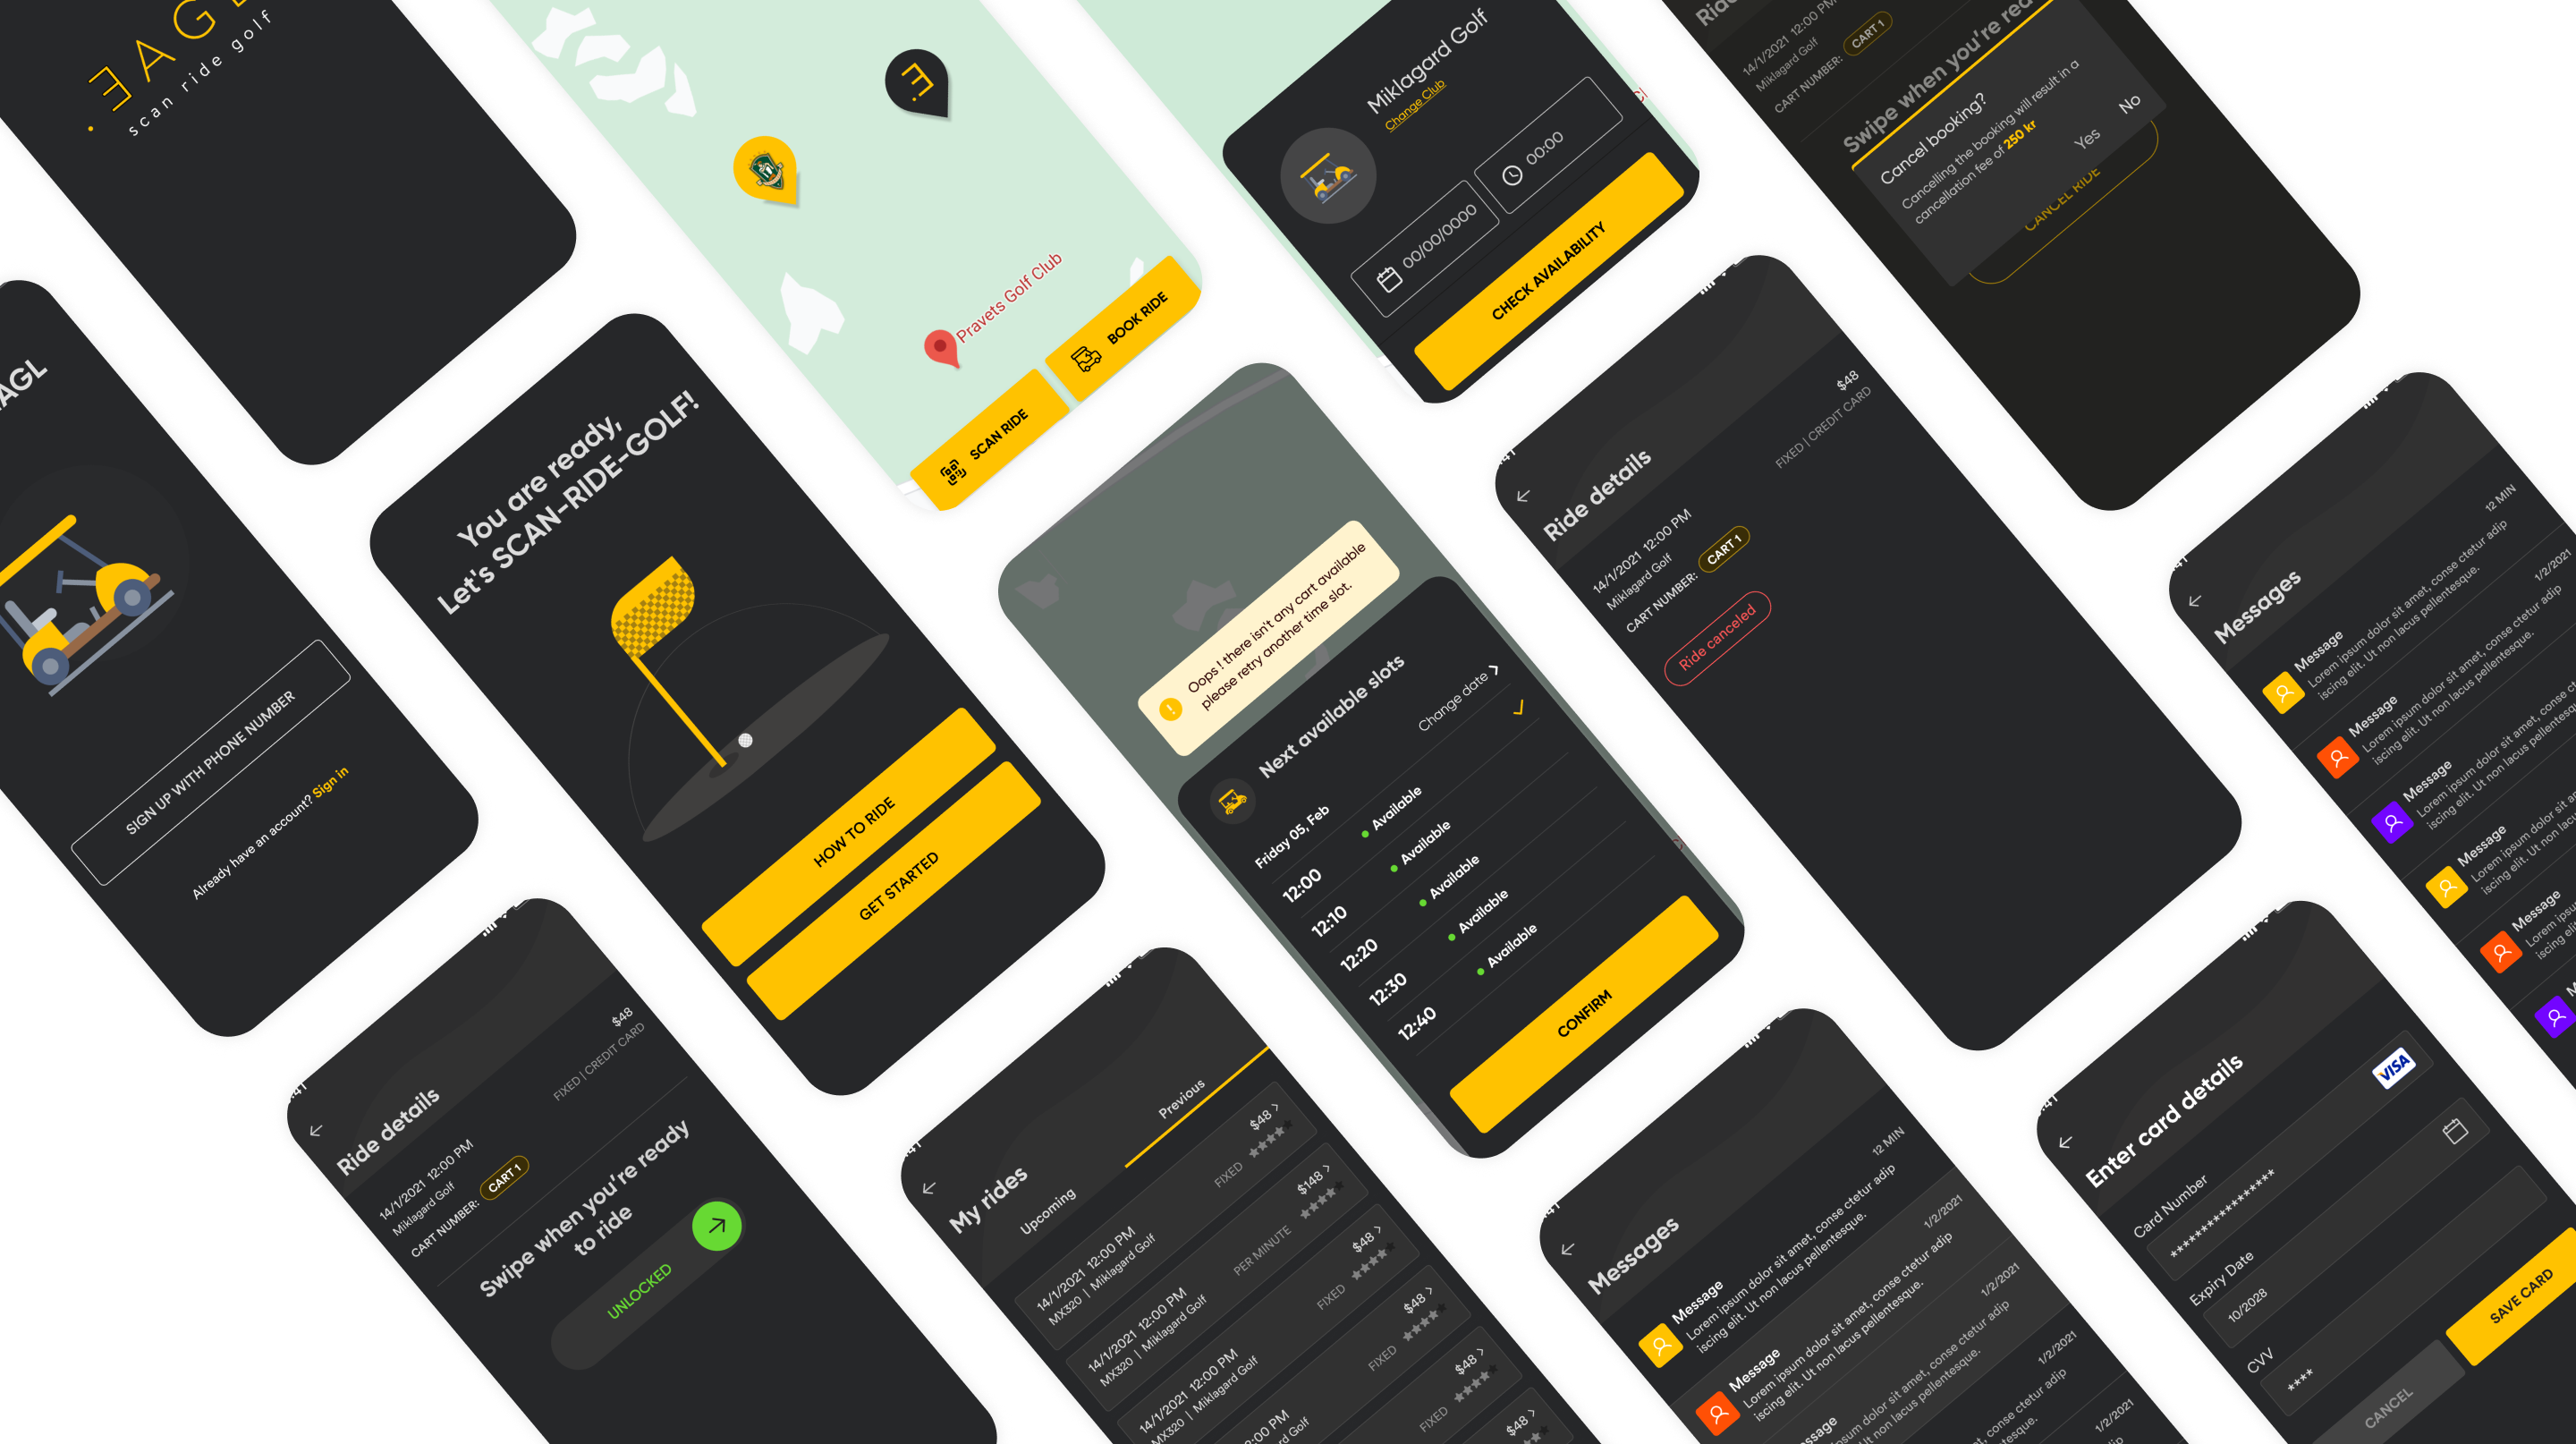 EAG
scan ride golf
AGL
SIGN UP WITH PHONE NUMBER
Already have an account? Sign in
You are ready,
Let's SCAN-RIDE-GOLF!
HOW TO RIDE
GET STARTED
Ride details
$48
FIXED | CREDIT CARD
14/1/2021 12:00 PM
Miklagard Golf
CART NUMBER: CART 1
Swipe when you're ready
to ride
UNLOCKED
Pravets Golf Club
SCAN RIDE
BOOK RIDE
Oops ! there isn't any cart available
please retry another time slot.
Next available slots
Change date
Friday 05, Feb
12:00 Available
12:10 Available
12:20 Available
12:30 Available
12:40 Available
CONFIRM
My rides
Upcoming Previous
14/1/2021 12:00 PM $48
MX320 | Miklagard Golf FIXED
14/1/2021 12:00 PM $148
MX320 | Miklagard Golf PER MINUTE
14/1/2021 12:00 PM $48
MX320 | Miklagard Golf FIXED
2:00 PM $48
rd Golf FIXED
$48
FIXED
$48
Miklagard Golf
Change Club
00/00/0000
00:00
CHECK AVAILABILITY
Ride details
$48
FIXED | CREDIT CARD
14/1/2021 12:00 PM
Miklagard Golf
CART NUMBER: CART 1
Ride canceled
Messages
12 MIN
Message
Lorem ipsum dolor sit amet, conse ctetur adip
iscing elit. Ut non lacus pellentesque.
1/2/2021
Message
Lorem ipsum dolor sit amet, conse ctetur adip
iscing elit. Ut non lacus pellentesque.
1/2/2021
ssage
psum dolor sit amet, conse ctetur adip
it. Ut non lacus pellentesque.
1/2/2021
conse ctetur adip
1/2/2021
14/1/2021 12:00 PM
Miklagard Golf
CART NUMBER: CART 1
Swipe when you're rea
Cancel booking?
Cancelling the booking will result in a
cancellation fee of 250 kr
Yes No
CANCEL RIDE
Messages
12 MIN
Message
Lorem ipsum dolor sit amet, conse ctetur adip
iscing elit. Ut non lacus pellentesque.
1/2/2021
Message
Lorem ipsum dolor sit amet, conse ctetur adip
iscing elit. Ut non lacus pellentesque.
Message
Lorem ipsum dolor sit amet, conse
iscing elit. Ut non lacus pellentesq
Message
Lorem ipsum dolor sit a
iscing elit. Ut non lacu
Message
Lorem ips
iscing
M
Enter card details
VISA
Card Number
****************
Expiry Date
10/2028
CVV
****
CANCEL
SAVE CARD